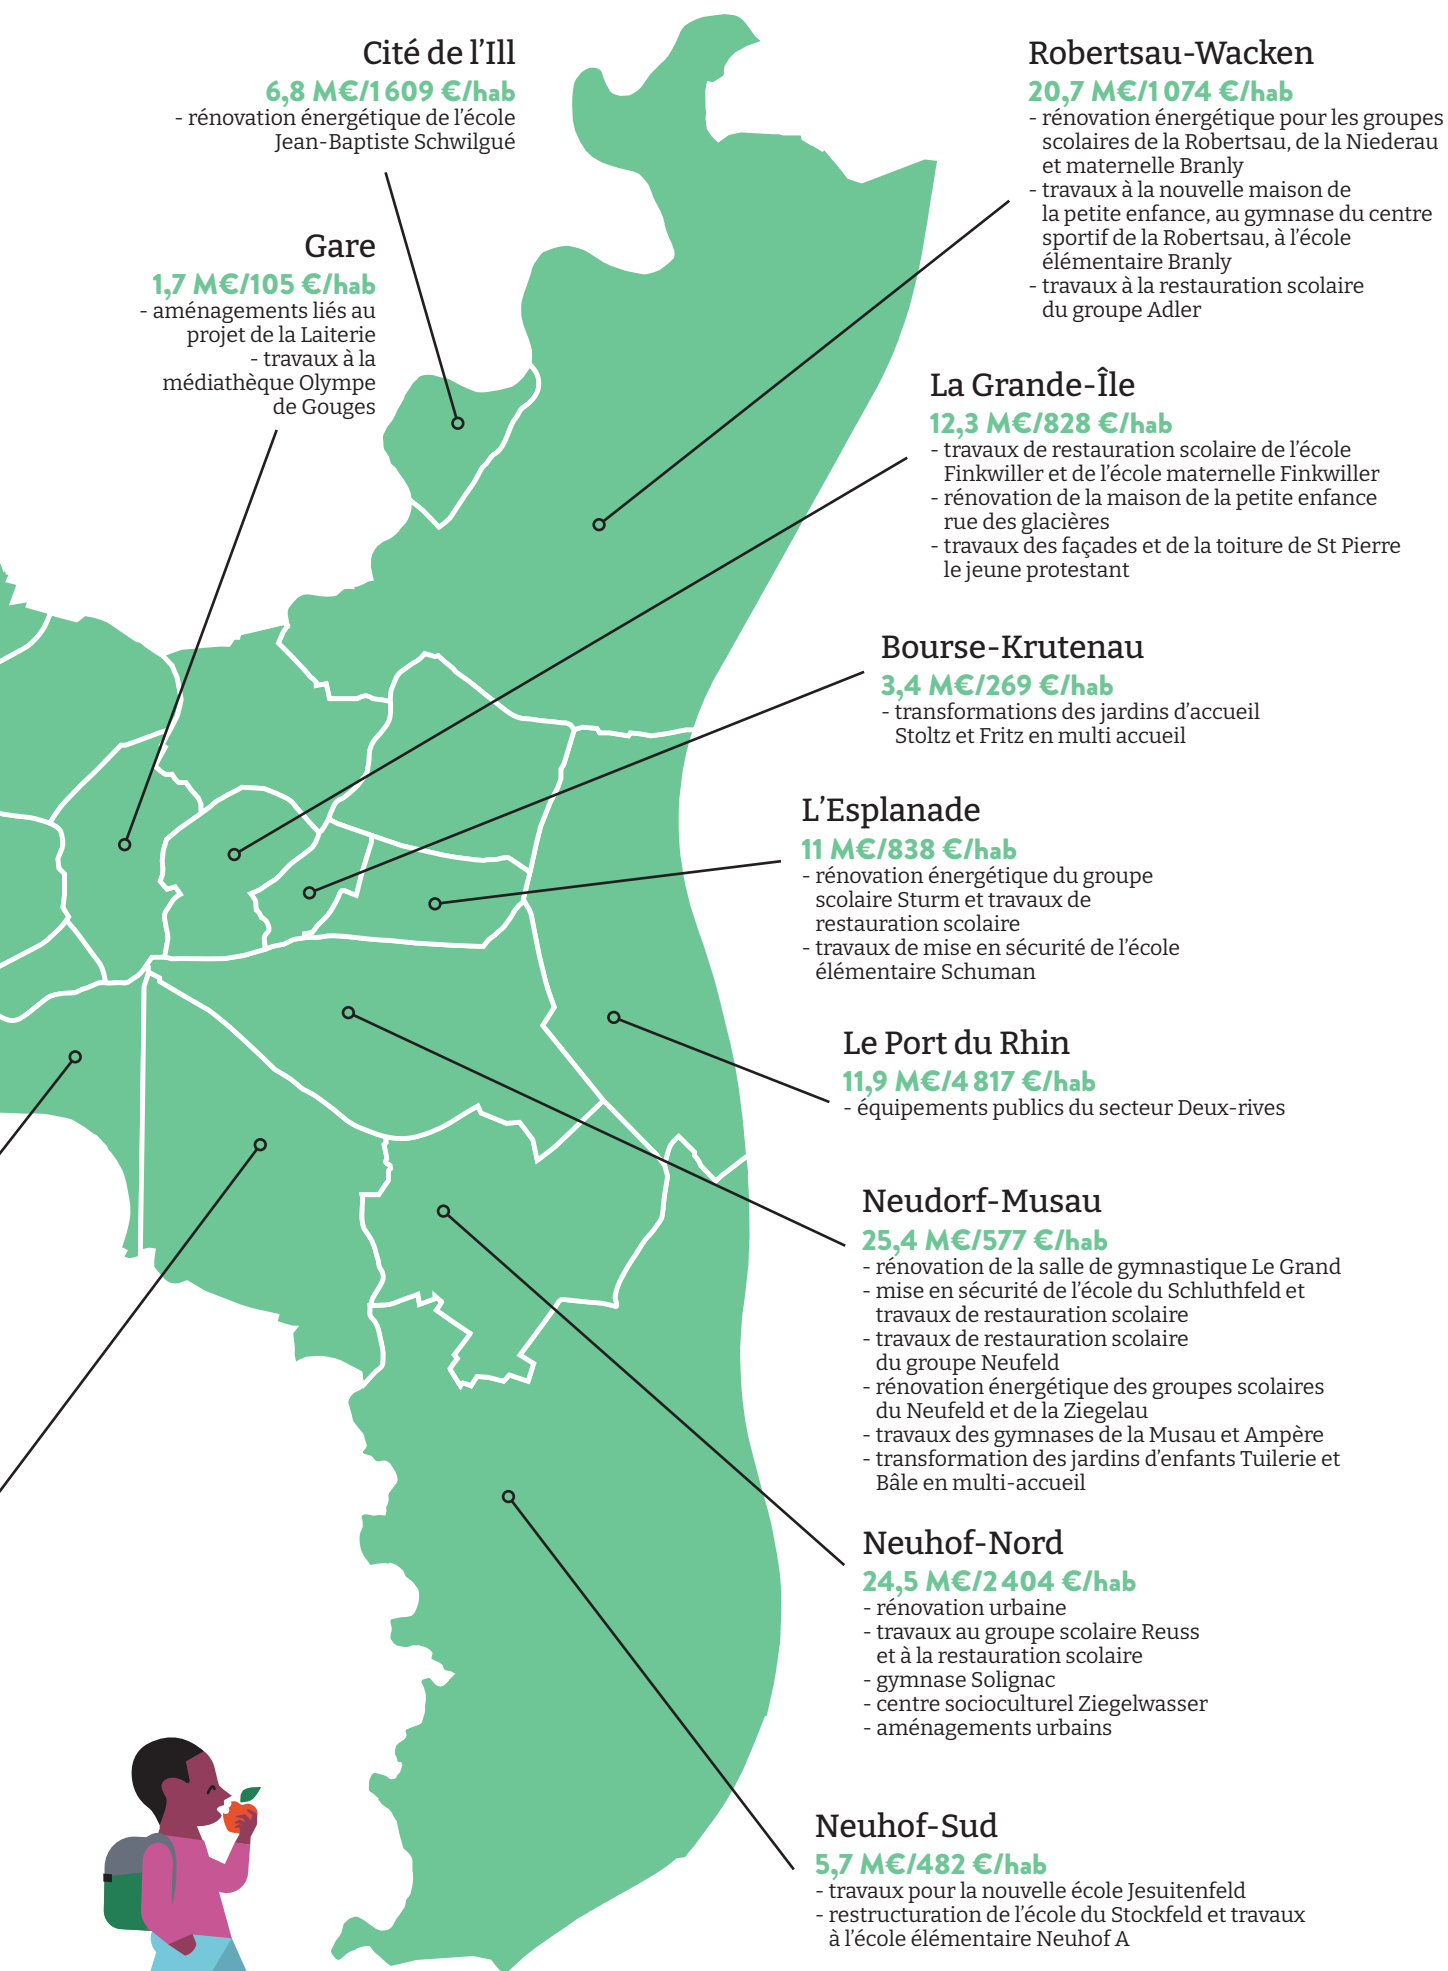 Cité de l'Ill
6,8 M€/1 609 €/hab
- rénovation énergétique de l'école
Jean-Baptiste Schwilgué
Gare
1,7 M€/105 €/hab
- aménagements liés au
projet de la Laiterie
- travaux à la
médiathèque Olympe
de Gouges
Robertsau-Wacken
20,7 M€/1 074 €/hab
- rénovation énergétique pour les groupes
scolaires de la Robertsau, de la Niederau
et maternelle Branly
- travaux à la nouvelle maison de
la petite enfance, au gymnase du centre
sportif de la Robertsau, à l'école
élémentaire Branly
- travaux à la restauration scolaire
du groupe Adler
La Grande-Île
12,3 M€/828 €/hab
- travaux de restauration scolaire de l'école
Finkwiller et de l'école maternelle Finkwiller
- rénovation de la maison de la petite enfance
rue des glacières
- travaux des façades et de la toiture de St Pierre
le jeune protestant
Bourse-Krutenau
3,4 M€/269 €/hab
- transformations des jardins d'accueil
Stoltz et Fritz en multi accueil
L'Esplanade
11 M€/838 €/hab
- rénovation énergétique du groupe
scolaire Sturm et travaux de
restauration scolaire
- travaux de mise en sécurité de l'école
élémentaire Schuman
Le Port du Rhin
11,9 M€/4 817 €/hab
- équipements publics du secteur Deux-rives
Neudorf-Musau
25,4 M€/577 €/hab
- rénovation de la salle de gymnastique Le Grand
- mise en sécurité de l'école du Schluthfeld et
travaux de restauration scolaire
- travaux de restauration scolaire
du groupe Neufeld
- rénovation énergétique des groupes scolaires
du Neufeld et de la Ziegelau
- travaux des gymnases de la Musau et Ampère
- transformation des jardins d'enfants Tuilerie et
Bâle en multi-accueil
Neuhof-Nord
24,5 M€/2 404 €/hab
- rénovation urbaine
- travaux au groupe scolaire Reuss
et à la restauration scolaire
- gymnase Solignac
- centre socioculturel Ziegelwasser
- aménagements urbains
Neuhof-Sud
5,7 M€/482 €/hab
- travaux pour la nouvelle école Jesuitenfeld
- restructuration de l'école du Stockfeld et travaux
à l'école élémentaire Neuhof A